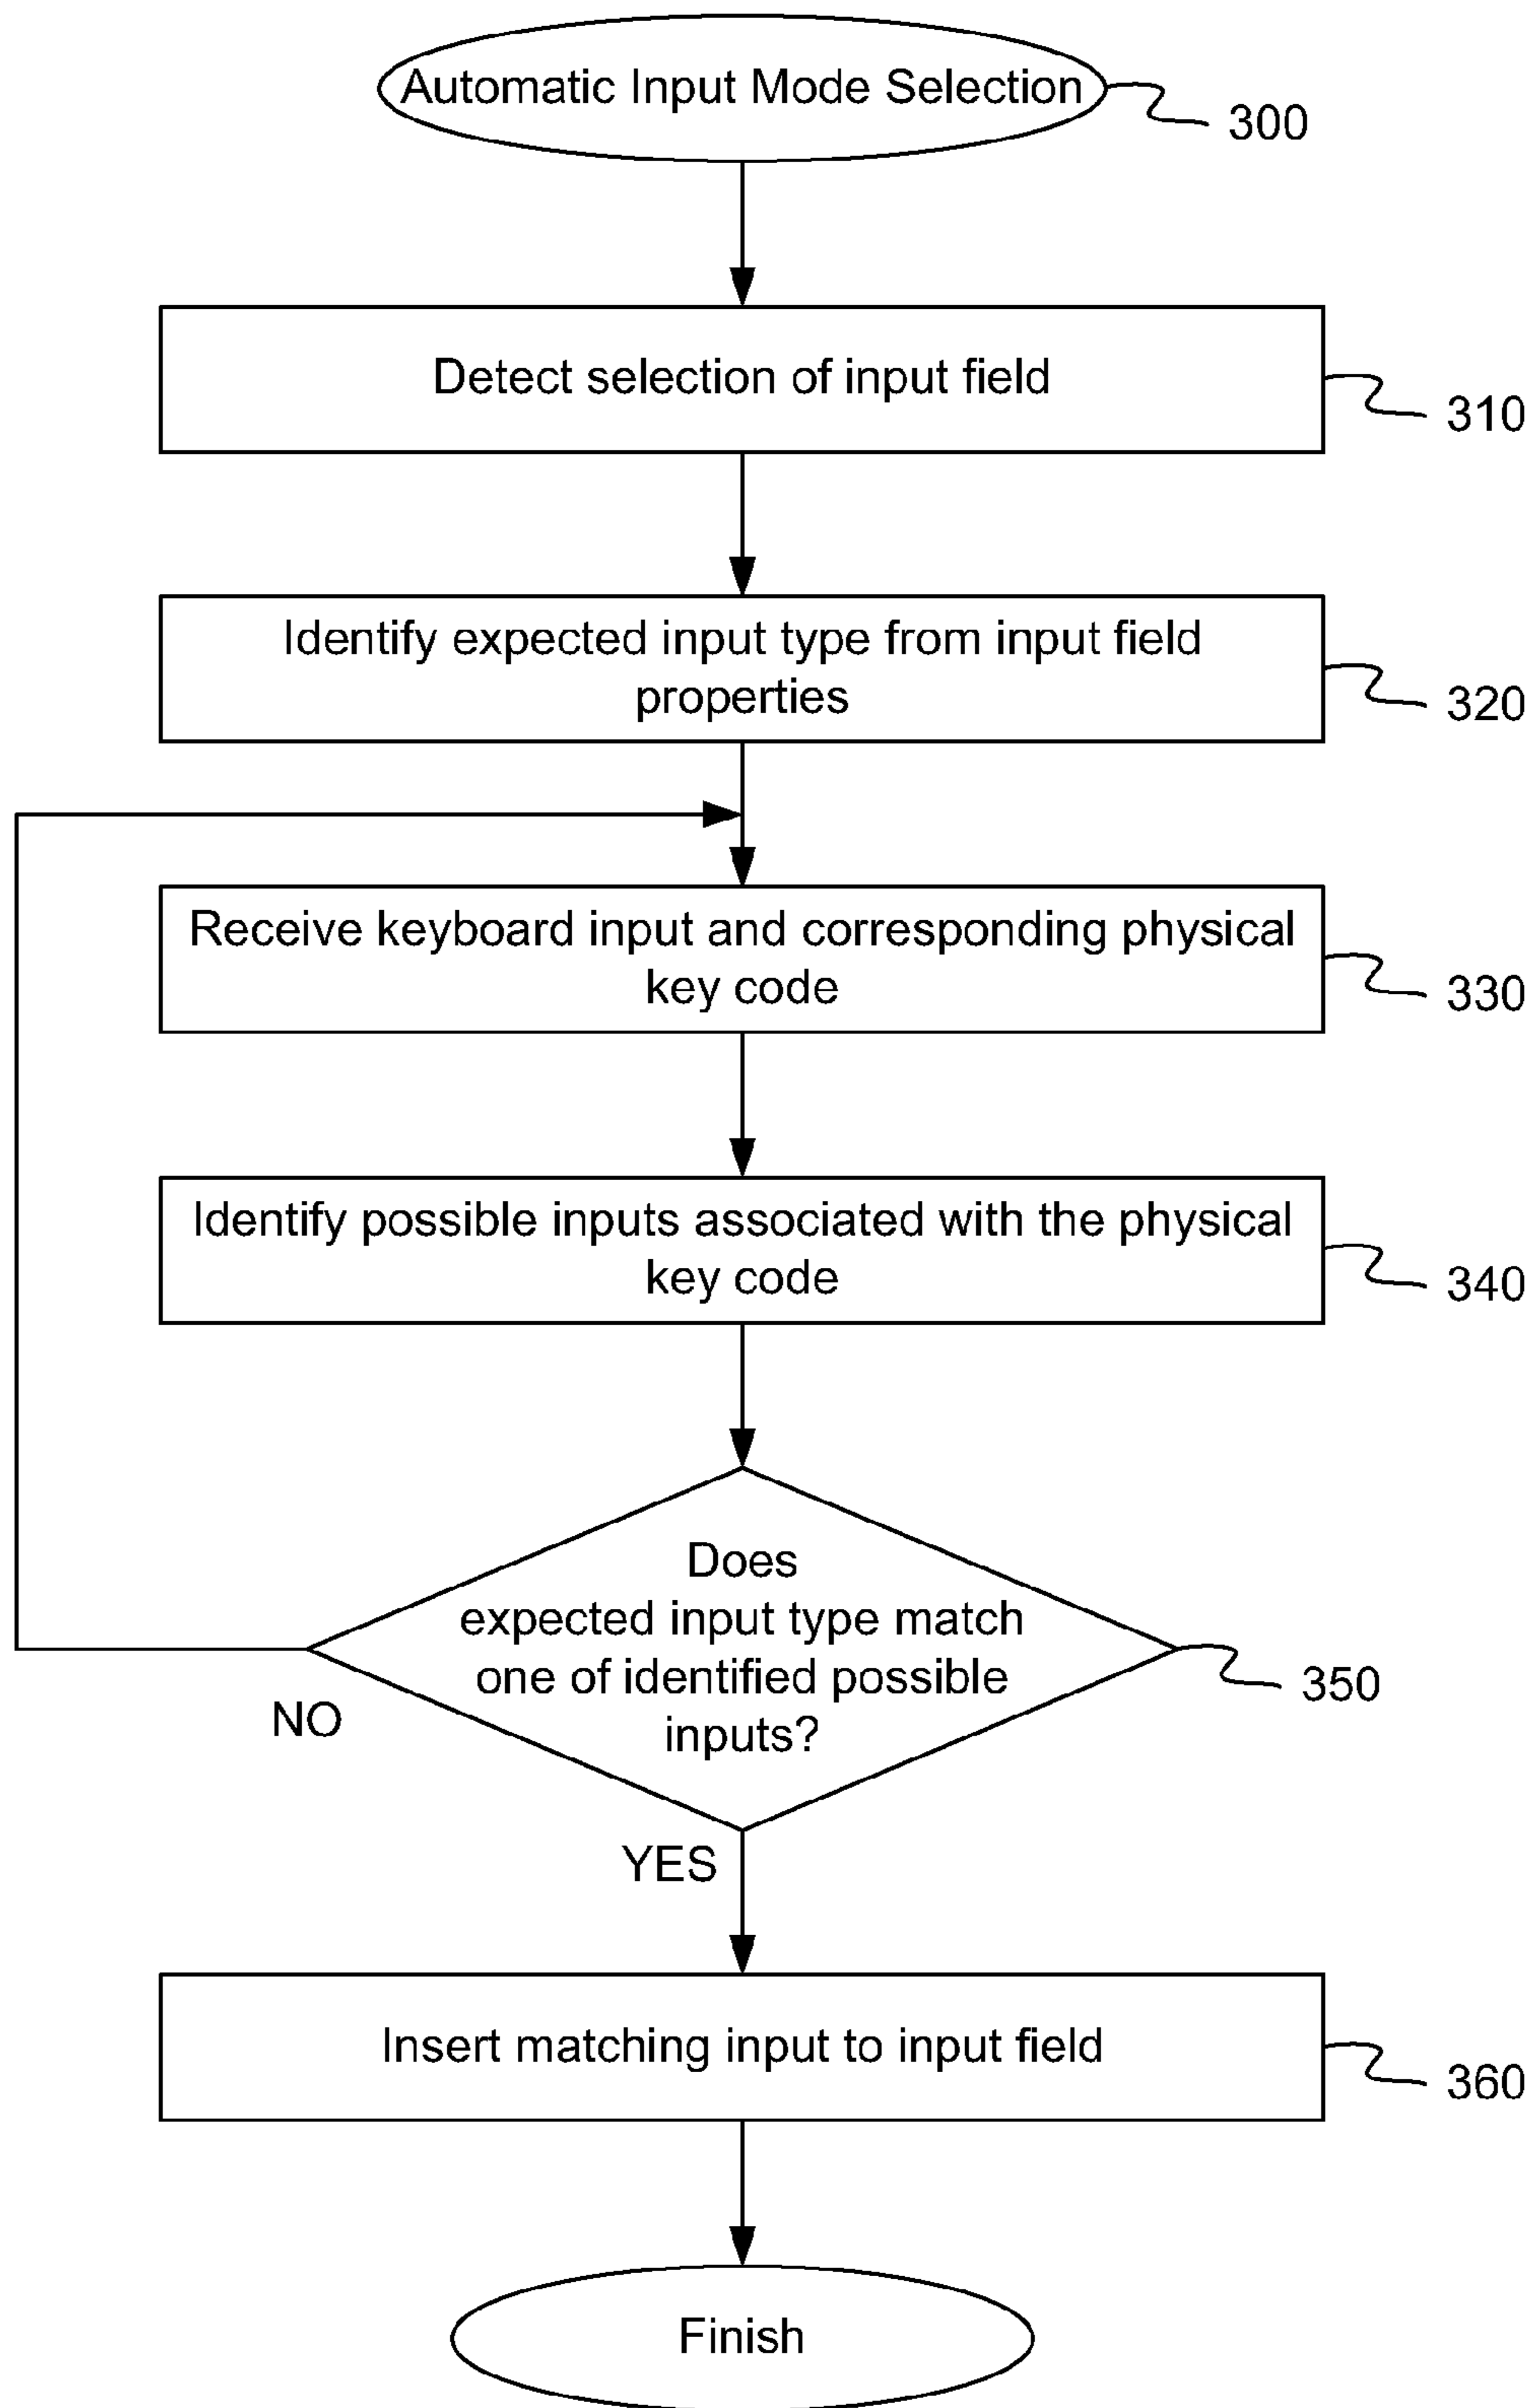 Automatic Input Mode Selection
300
Detect selection of input field
310
Identify expected input type from input field
properties
320
Receive keyboard input and corresponding physical
key code
330
Identify possible inputs associated with the physical
key code
340
Does
expected input type match
one of identified possible
inputs?
350
NO
YES
Insert matching input to input field
360
Finish